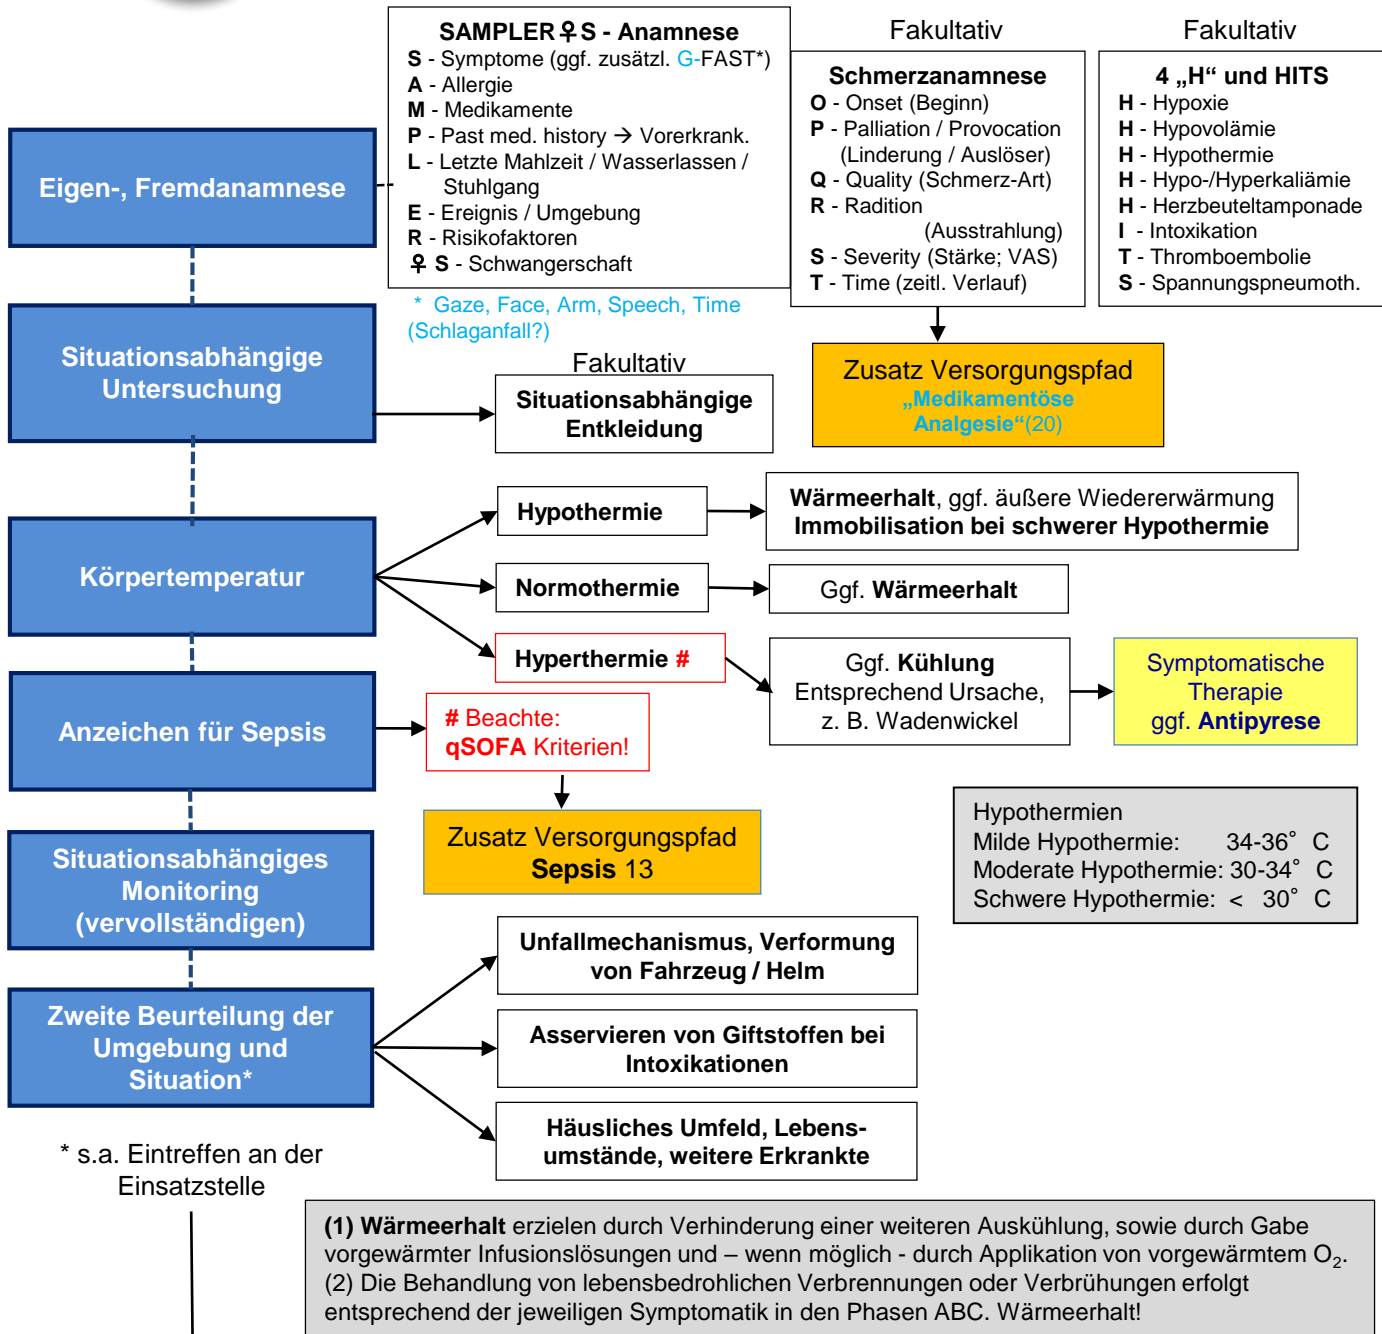 SAMPLER♀S - Anamnese
S - Symptome (ggf. zusätzl. G-FAST*)
A - Allergie
M - Medikamente
P - Past med. history → Vorerkrank.
L - Letzte Mahlzeit / Wasserlassen /
Stuhlgang
E - Ereignis / Umgebung
R - Risikofaktoren
♀ S - Schwangerschaft
* Gaze, Face, Arm, Speech, Time
(Schlaganfall?)
Fakultativ
Schmerzanamnese
O - Onset (Beginn)
P - Palliation / Provocation
(Linderung / Auslöser)
Q - Quality (Schmerz-Art)
R - Radition
(Ausstrahlung)
S - Severity (Stärke; VAS)
T - Time (zeitl. Verlauf)
Fakultativ
4 „H" und HITS
H - Hypoxie
H - Hypovolämie
H - Hypothermie
H - Hypo-/Hyperkaliämie
H - Herzbeuteltamponade
I - Intoxikation
T - Thromboembolie
S - Spannungspneumoth.
Eigen-, Fremdanamnese
Situationsabhängige
Untersuchung
Fakultativ
Situationsabhängige
Entkleidung
Zusatz Versorgungspfad
„Medikamentöse
Analgesie"(20)
Körpertemperatur
Hypothermie
Wärmeerhalt, ggf. äußere Wiedererwärmung
Immobilisation bei schwerer Hypothermie
Normothermie
Ggf. Wärmeerhalt
Hyperthermie #
Ggf. Kühlung
Entsprechend Ursache,
z. B. Wadenwickel
Symptomatische
Therapie
ggf. Antipyrese
Anzeichen für Sepsis
# Beachte:
qSOFA Kriterien!
Zusatz Versorgungspfad
Sepsis 13
Hypothermien
Milde Hypothermie: 34-36° C
Moderate Hypothermie: 30-34° C
Schwere Hypothermie: < 30° C
Situationsabhängiges
Monitoring
(vervollständigen)
Zweite Beurteilung der
Umgebung und
Situation*
Unfallmechanismus, Verformung
von Fahrzeug / Helm
Asservieren von Giftstoffen bei
Intoxikationen
Häusliches Umfeld, Lebens-
umstände, weitere Erkrankte
* s.a. Eintreffen an der
Einsatzstelle
(1) Wärmeerhalt erzielen durch Verhinderung einer weiteren Auskühlung, sowie durch Gabe
vorgewärmter Infusionslösungen und – wenn möglich - durch Applikation von vorgewärmtem O₂.
(2) Die Behandlung von lebensbedrohlichen Verbrennungen oder Verbrühungen erfolgt
entsprechend der jeweiligen Symptomatik in den Phasen ABC. Wärmeerhalt!